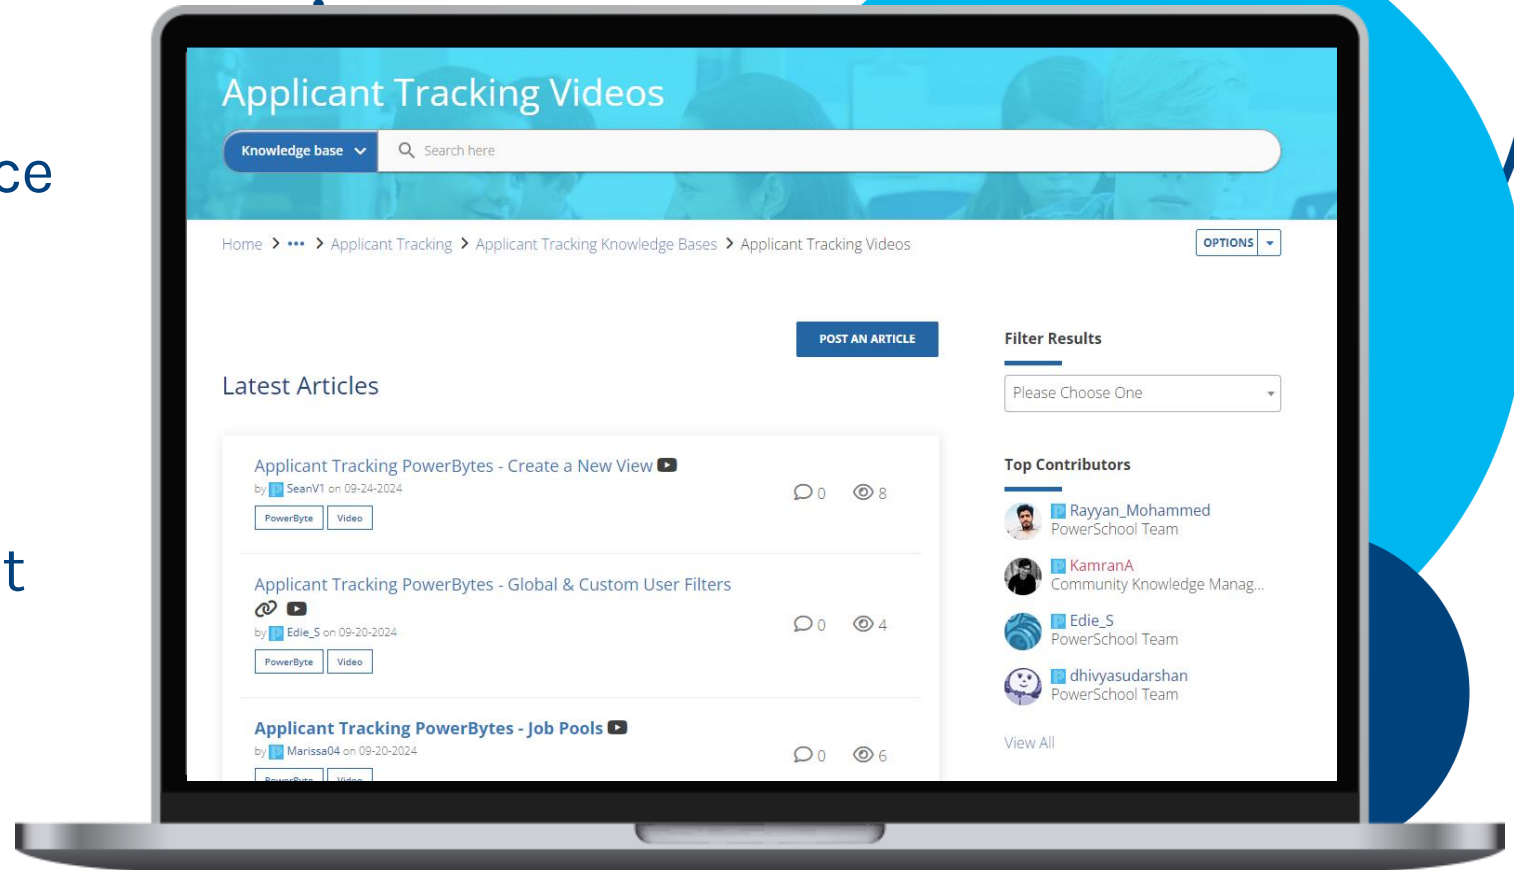 ce
t
Applicant Tracking Videos
Knowledge base
Search here
Home
Applicant Tracking
Applicant Tracking Knowledge Bases
Applicant Tracking Videos
OPTIONS
POST AN ARTICLE
Filter Results
Latest Articles
Please Choose One
Applicant Tracking PowerBytes - Create a New View
by SeanV1 on 09-24-2024
0
8
PowerByte
Video
Applicant Tracking PowerBytes - Global & Custom User Filters
by Edie_S on 09-20-2024
0
4
PowerByte
Video
Applicant Tracking PowerBytes - Job Pools
by Marissa04 on 09-20-2024
0
6
PowerByte
Video
Top Contributors
Rayyan_Mohammed
PowerSchool Team
KamranA
Community Knowledge Manag...
Edie_S
PowerSchool Team
dhivyasudarshan
PowerSchool Team
View All